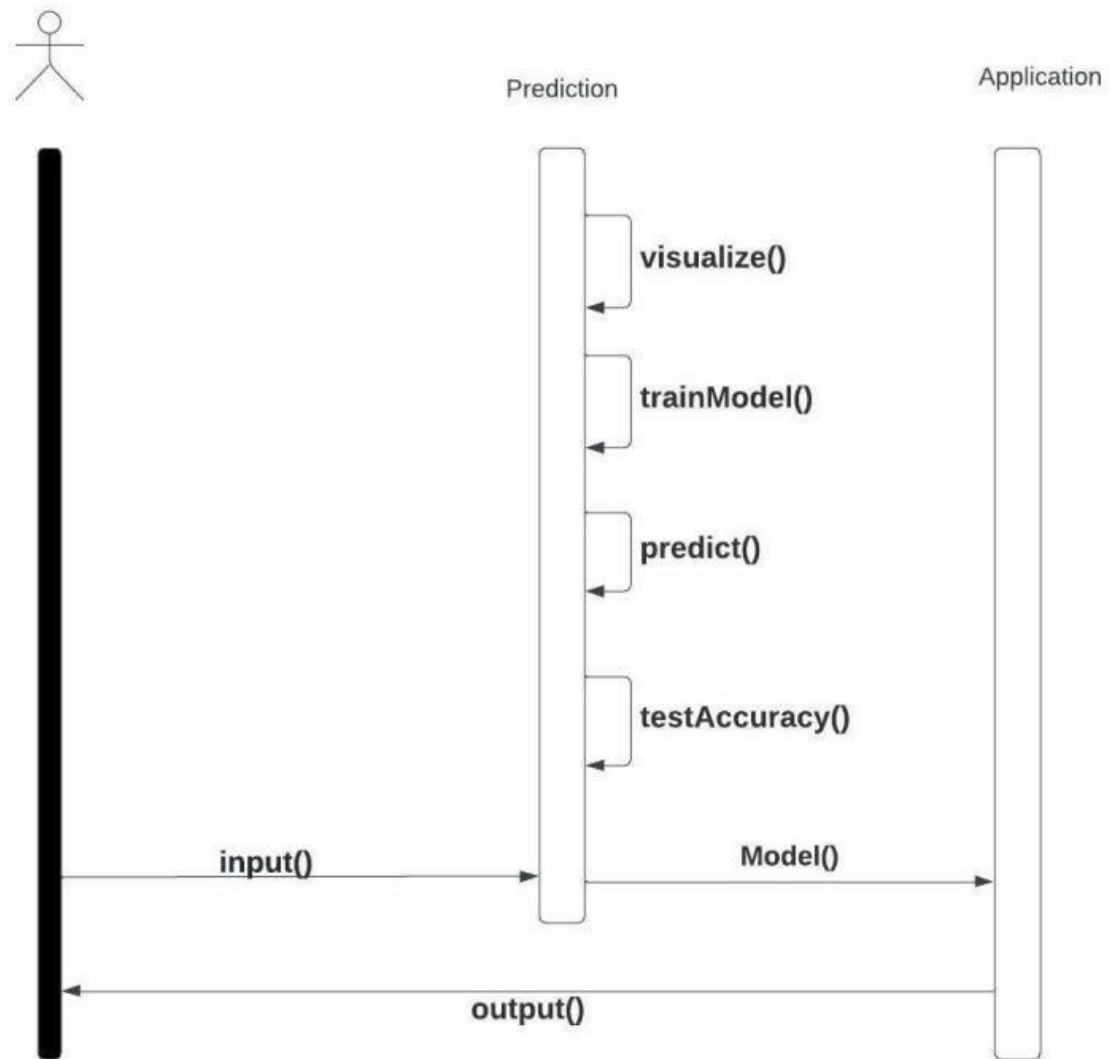 Prediction
Application
visualize()
trainModel()
predict()
testAccuracy()
input()
Model()
output()